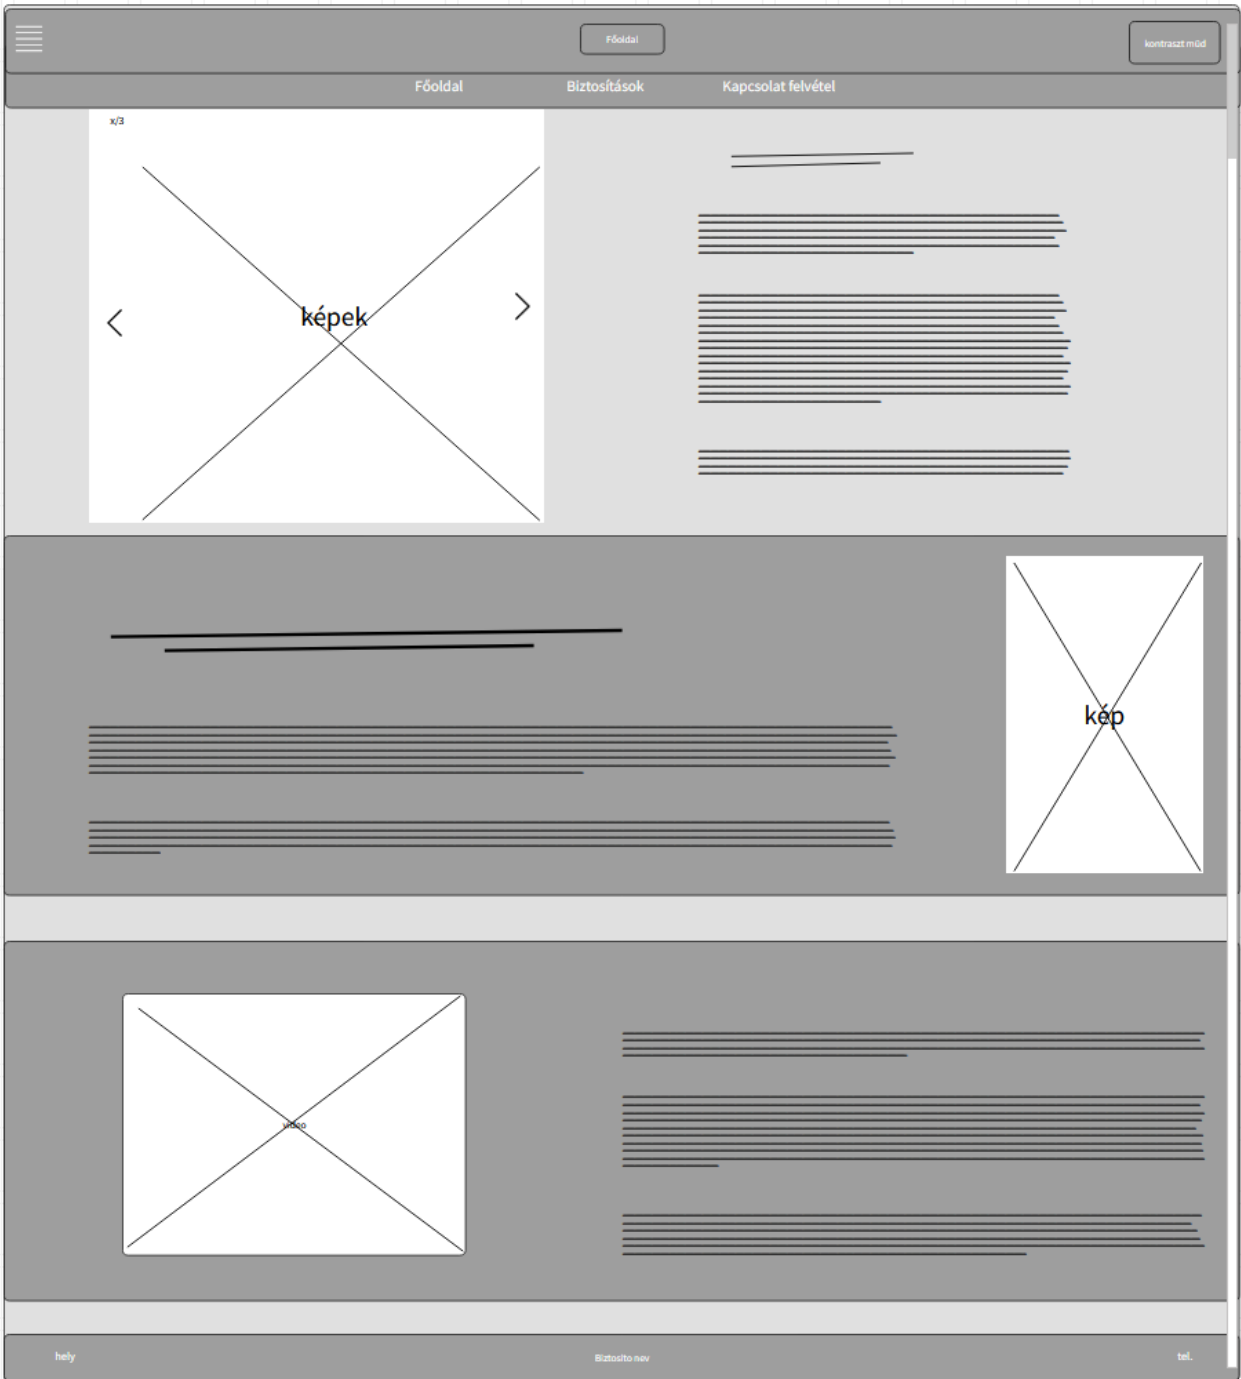 Főoldal
kontraszt mód
Főoldal Biztosítások Kapcsolat felvétel
x/3
képek
kép
video
hely Biztosito nev tel.